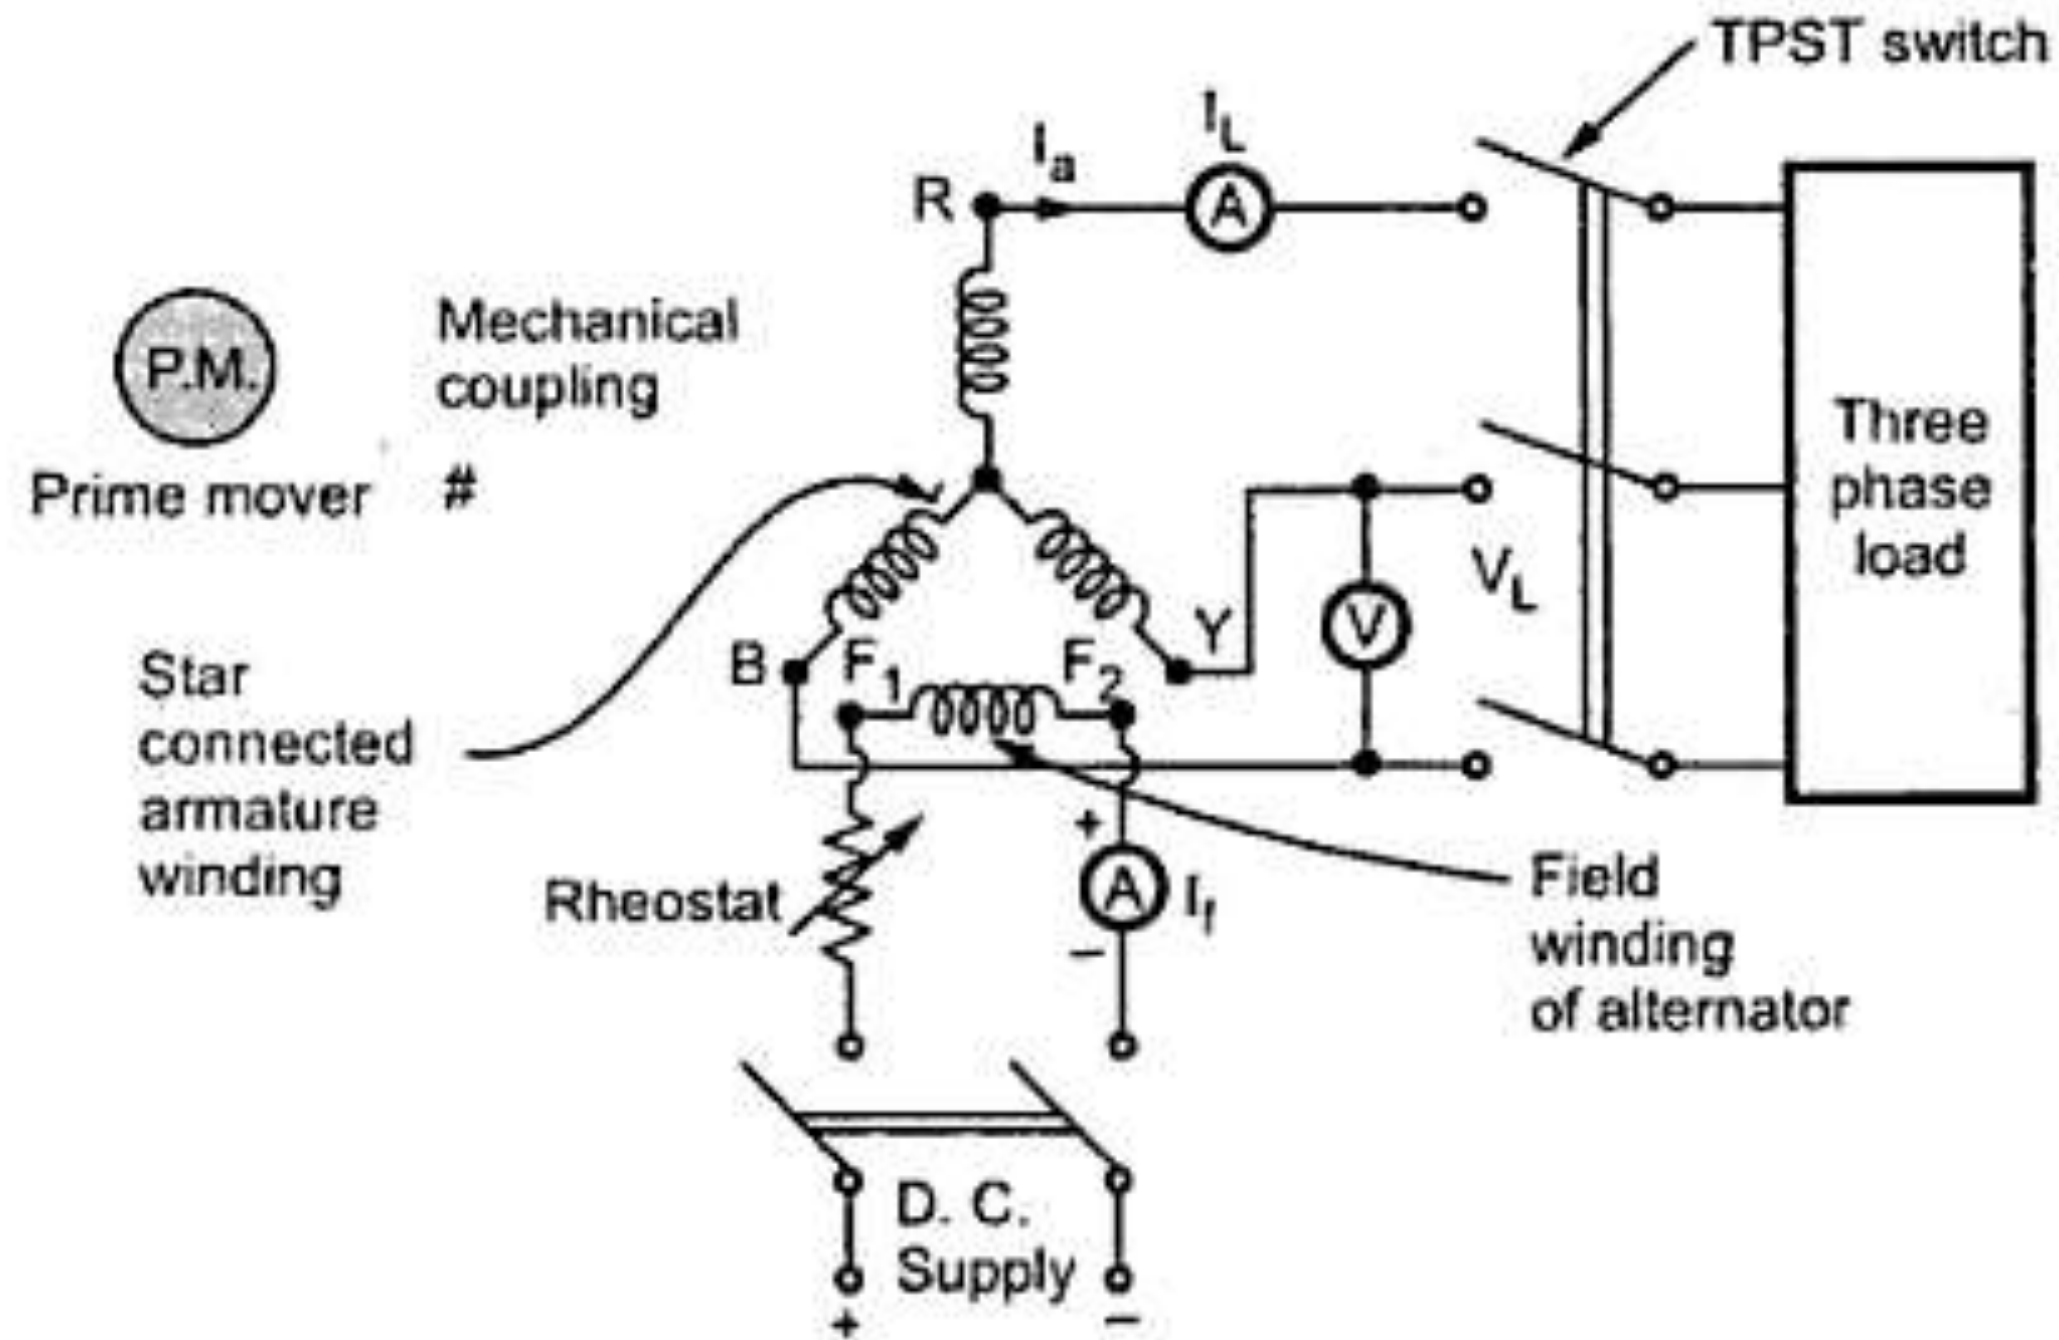 TPST switch
I_L
I_a
R
A
P.M.
Mechanical
coupling
Prime mover #
Three
phase
load
V_L
V
Y
B
F_1
F_2
Star
connected
armature
winding
+
Rheostat
A
I_f
−
Field
winding
of alternator
D. C.
Supply
+
−